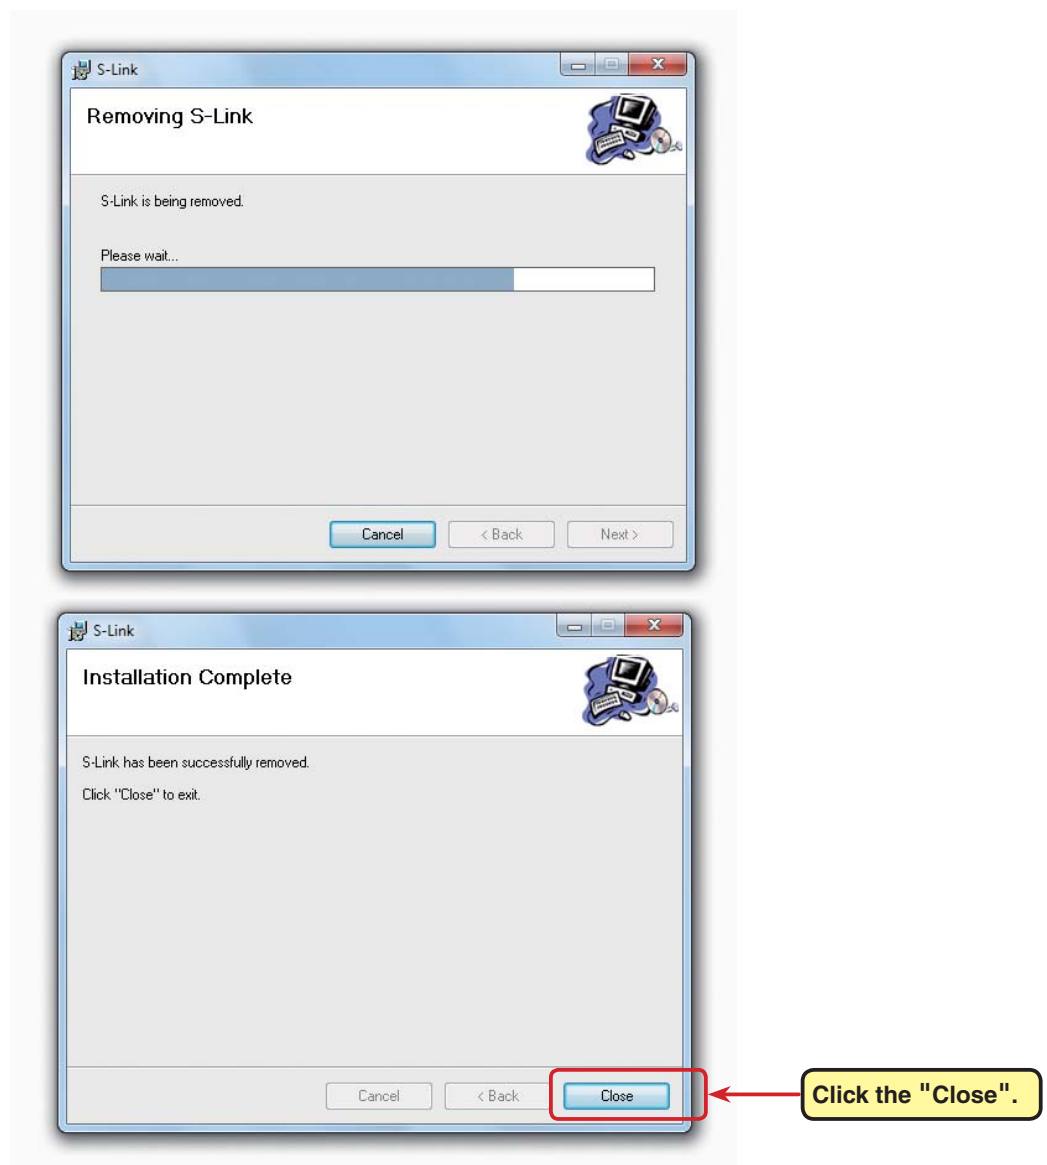 S-Link
Removing S-Link
S-Link is being removed.
Please wait...
Cancel
< Back
Next >
S-Link
Installation Complete
S-Link has been successfully removed.
Click "Close" to exit.
Cancel
< Back
Close
Click the "Close".